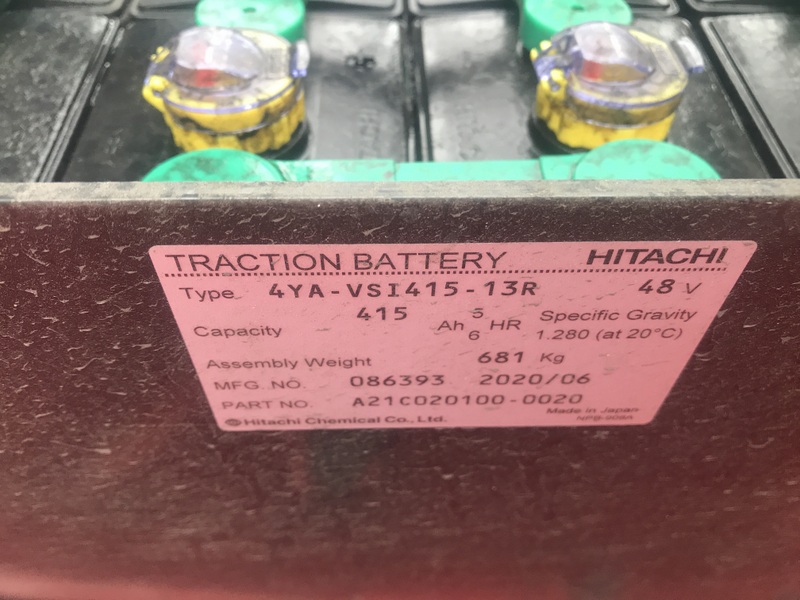 HITACHI
TRACTION BATTERY HITACHI
Type 4YA-VSI415-13R 48 V
Capacity 415 Ah 5 6 HR Specific Gravity
1.280 (at 20°C)
Assembly Weight 681 Kg
MFG. NO. 086393 2020/06
PART NO. A21C020100-0020
Made in Japan
Hitachi Chemical Co., Ltd.